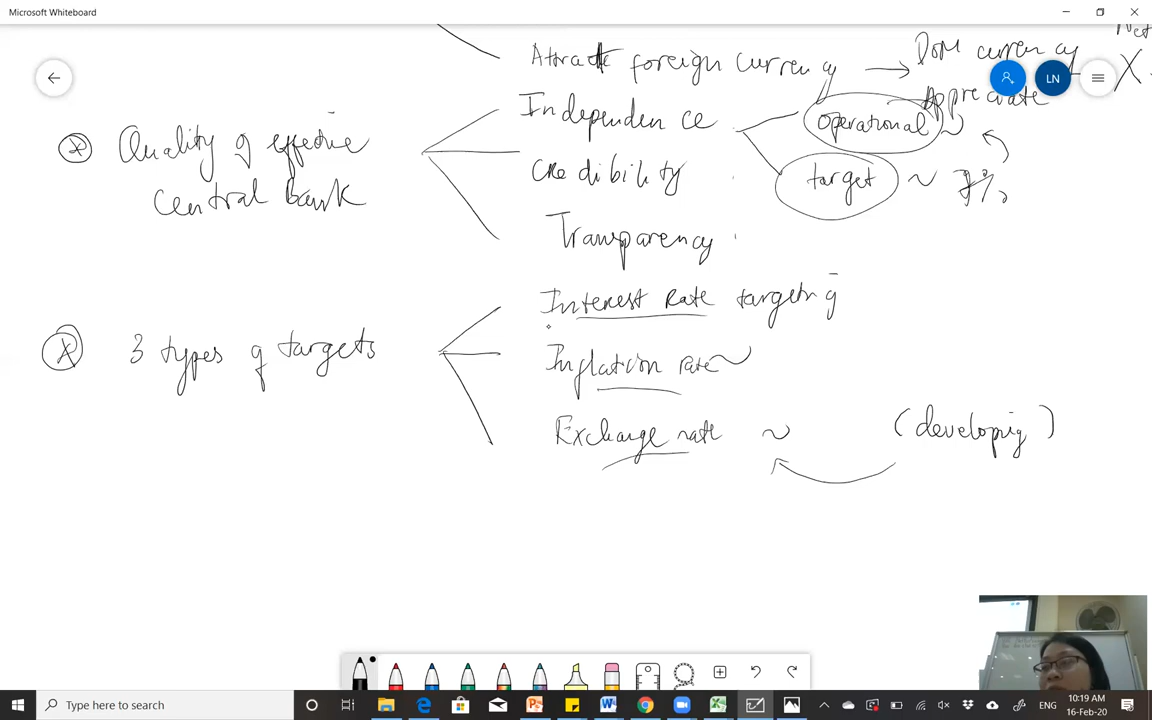 Microsoft Whiteboard
Net
Attract foreign currency → Dom currency X
Appreciate
LN
Quality of effective
Central Bank
Independence
operational ~
Credibility
target ~ %
Transparency
3 types of targets
Interest Rate targeting
Inflation rate ~
Exchange rate ~ (developing)
Type here to search
ENG
10:19 AM
16-Feb-20